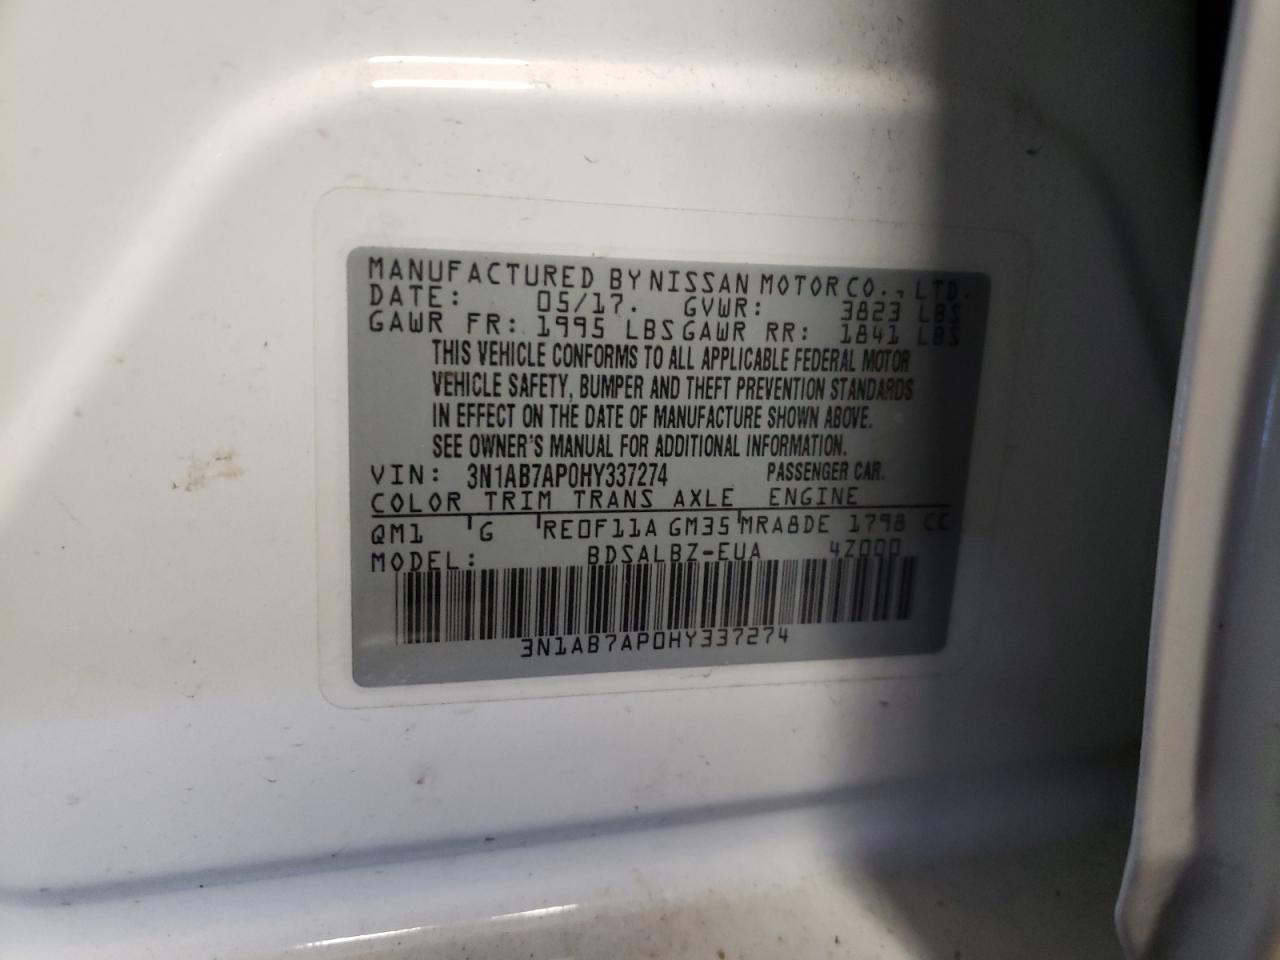 MANUFACTURED BY NISSAN MOTOR CO., LTD.
DATE: 05/17. GVWR: 3823 LBS
GAWR FR: 1995 LBS GAWR RR: 1841 LBS
THIS VEHICLE CONFORMS TO ALL APPLICABLE FEDERAL MOTOR
VEHICLE SAFETY, BUMPER AND THEFT PREVENTION STANDARDS
IN EFFECT ON THE DATE OF MANUFACTURE SHOWN ABOVE.
SEE OWNER'S MANUAL FOR ADDITIONAL INFORMATION.
VIN: 3N1AB7AP0HY337274 PASSENGER CAR.
COLOR TRIM TRANS AXLE ENGINE
QM1 G RE0F11A GM35 MRA8DE 1798 CC
MODEL: BDSALBZ-EUA 4Z000
3N1AB7AP0HY337274